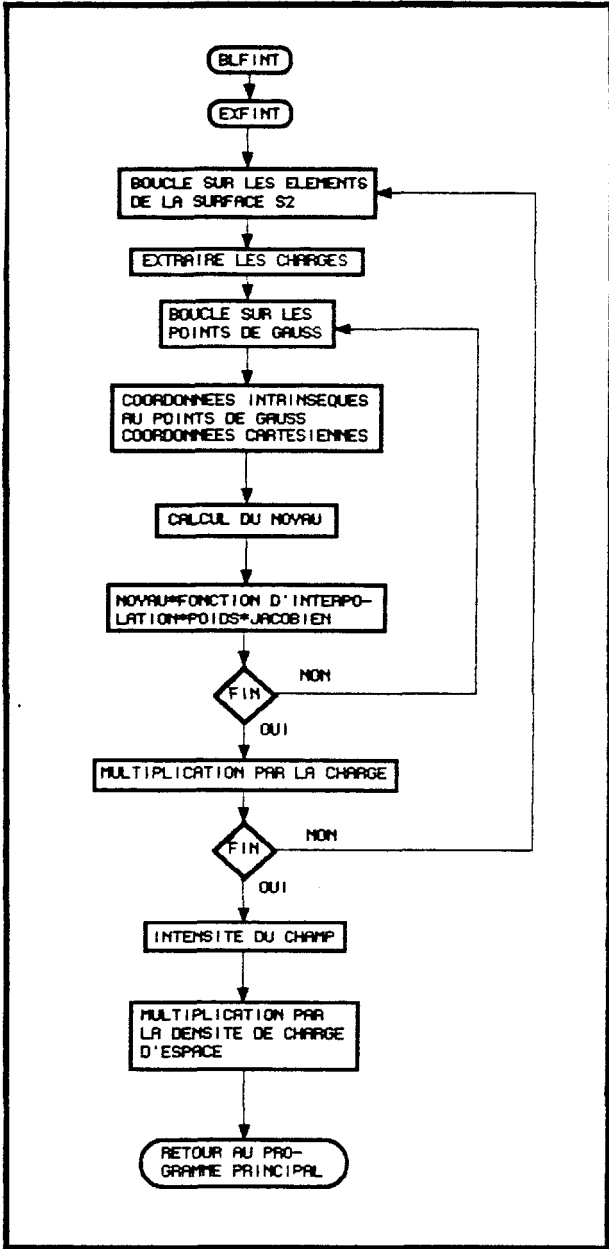 BLFINT
EXFINT
BOUCLE SUR LES ELEMENTS
DE LA SURFACE S2
EXTRAIRE LES CHARGES
BOUCLE SUR LES
POINTS DE GAUSS
COORDONNEES INTRINSEQUES
AU POINTS DE GAUSS
COORDONNEES CARTESIENNES
CALCUL DU NOYAU
NOYAU*FONCTION D'INTERPO-
LATION*POIDS*JACOBIEN
NON
FIN
OUI
MULTIPLICATION PAR LA CHARGE
NON
FIN
OUI
INTENSITE DU CHAMP
MULTIPLICATION PAR
LA DENSITE DE CHARGE
D'ESPACE
RETOUR AU PRO-
GRAMME PRINCIPAL